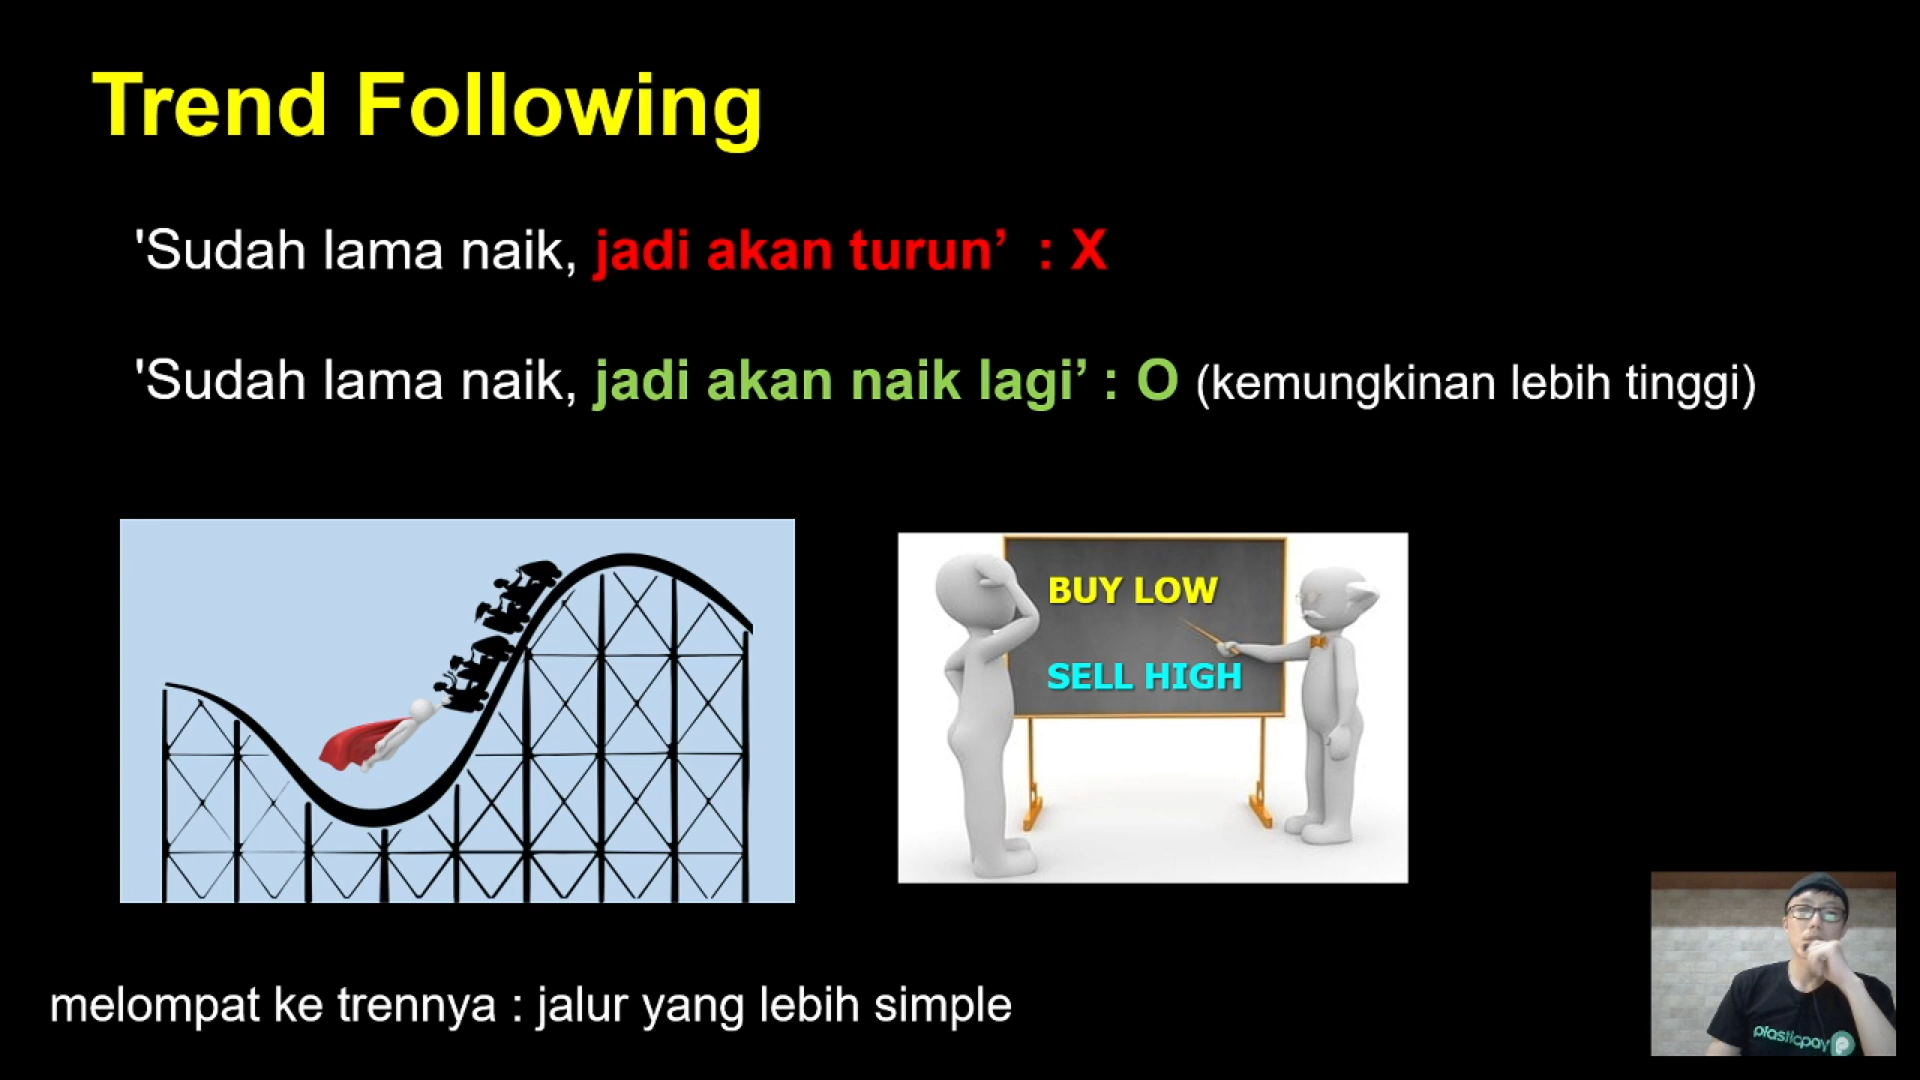 Trend Following
'Sudah lama naik, jadi akan turun’ : X
'Sudah lama naik, jadi akan naik lagi’ : O (kemungkinan lebih tinggi)
BUY LOW
SELL HIGH
melompat ke trennya : jalur yang lebih simple
plasticpay